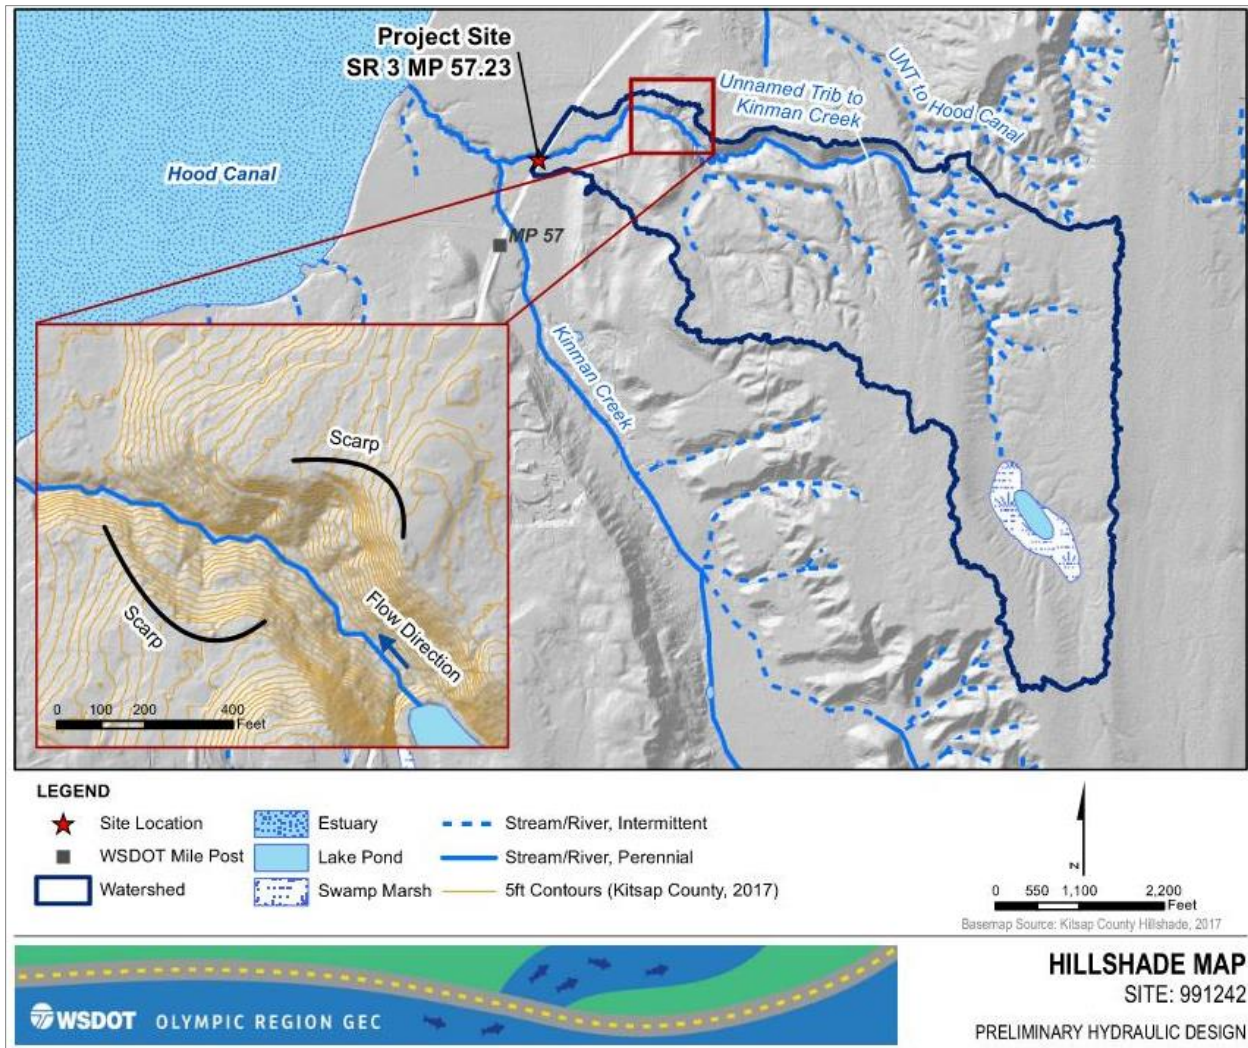 Project Site
SR 3 MP 57.23
UNT to Hood Canal
Unnamed Trib to
Kinman Creek
Hood Canal
MP 57
Kinman Creek
Scarp
Scarp
Flow Direction
0 100 200 400
Feet
LEGEND
Site Location
Estuary
Stream/River, Intermittent
WSDOT Mile Post
Lake Pond
Stream/River, Perennial
Watershed
Swamp Marsh
5ft Contours (Kitsap County, 2017)
N
0 550 1,100 2,200
Feet
Basemap Source: Kitsap County Hillshade, 2017
WSDOT OLYMPIC REGION GEC
HILLSHADE MAP
SITE: 991242
PRELIMINARY HYDRAULIC DESIGN